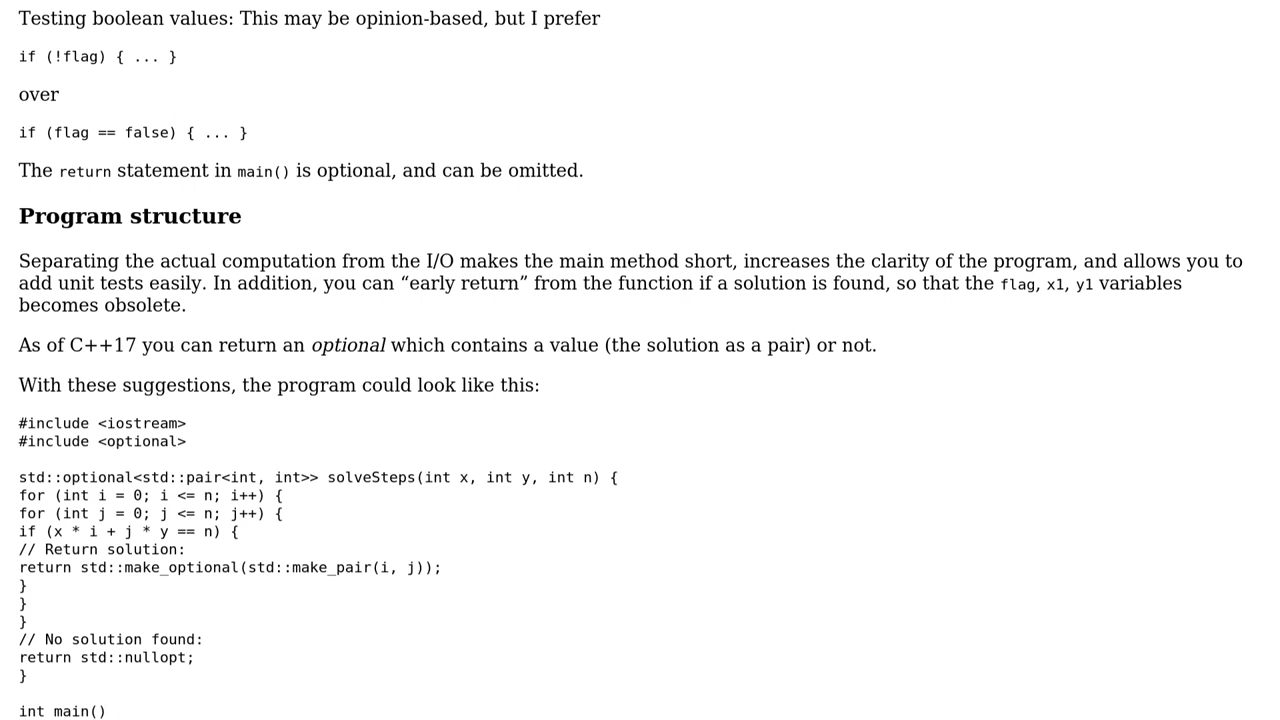 Testing boolean values: This may be opinion-based, but I prefer
if (!flag) { ... }
over
if (flag == false) { ... }
The return statement in main() is optional, and can be omitted.
Program structure
Separating the actual computation from the I/O makes the main method short, increases the clarity of the program, and allows you to
add unit tests easily. In addition, you can “early return” from the function if a solution is found, so that the flag, x1, y1 variables
becomes obsolete.
As of C++17 you can return an optional which contains a value (the solution as a pair) or not.
With these suggestions, the program could look like this:
#include <iostream>
#include <optional>
std::optional<std::pair<int, int>> solveSteps(int x, int y, int n) {
for (int i = 0; i <= n; i++) {
for (int j = 0; j <= n; j++) {
if (x * i + j * y == n) {
// Return solution:
return std::make_optional(std::make_pair(i, j));
}
}
}
// No solution found:
return std::nullopt;
}
int main()